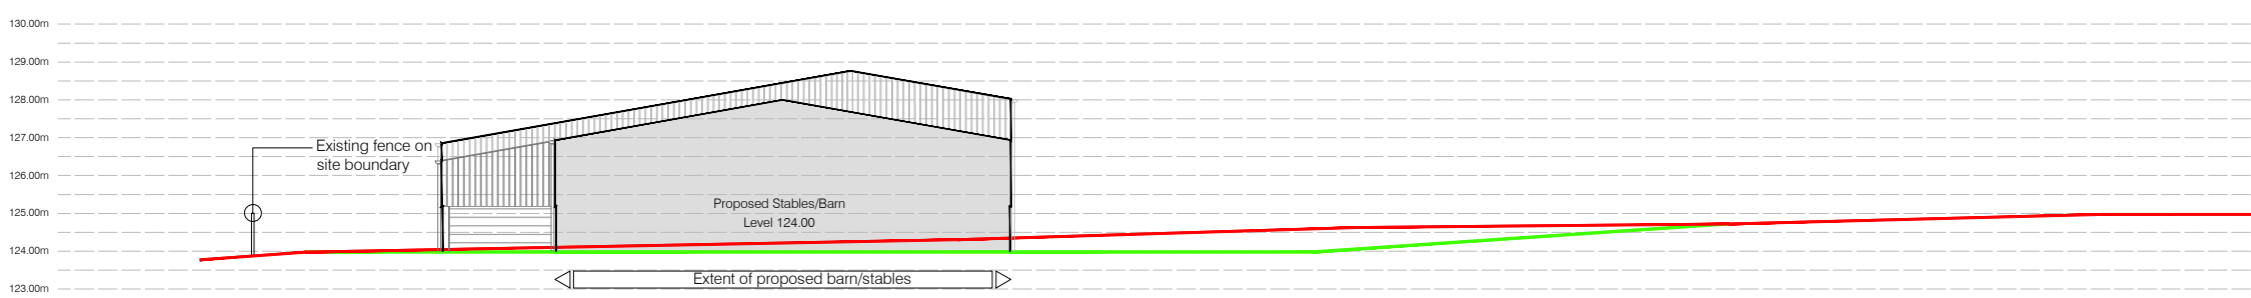 130.00m
129.00m
128.00m
127.00m
126.00m
125.00m
124.00m
123.00m
Existing fence on
site boundary
Proposed Stables/Barn
Level 124.00
Extent of proposed barn/stables